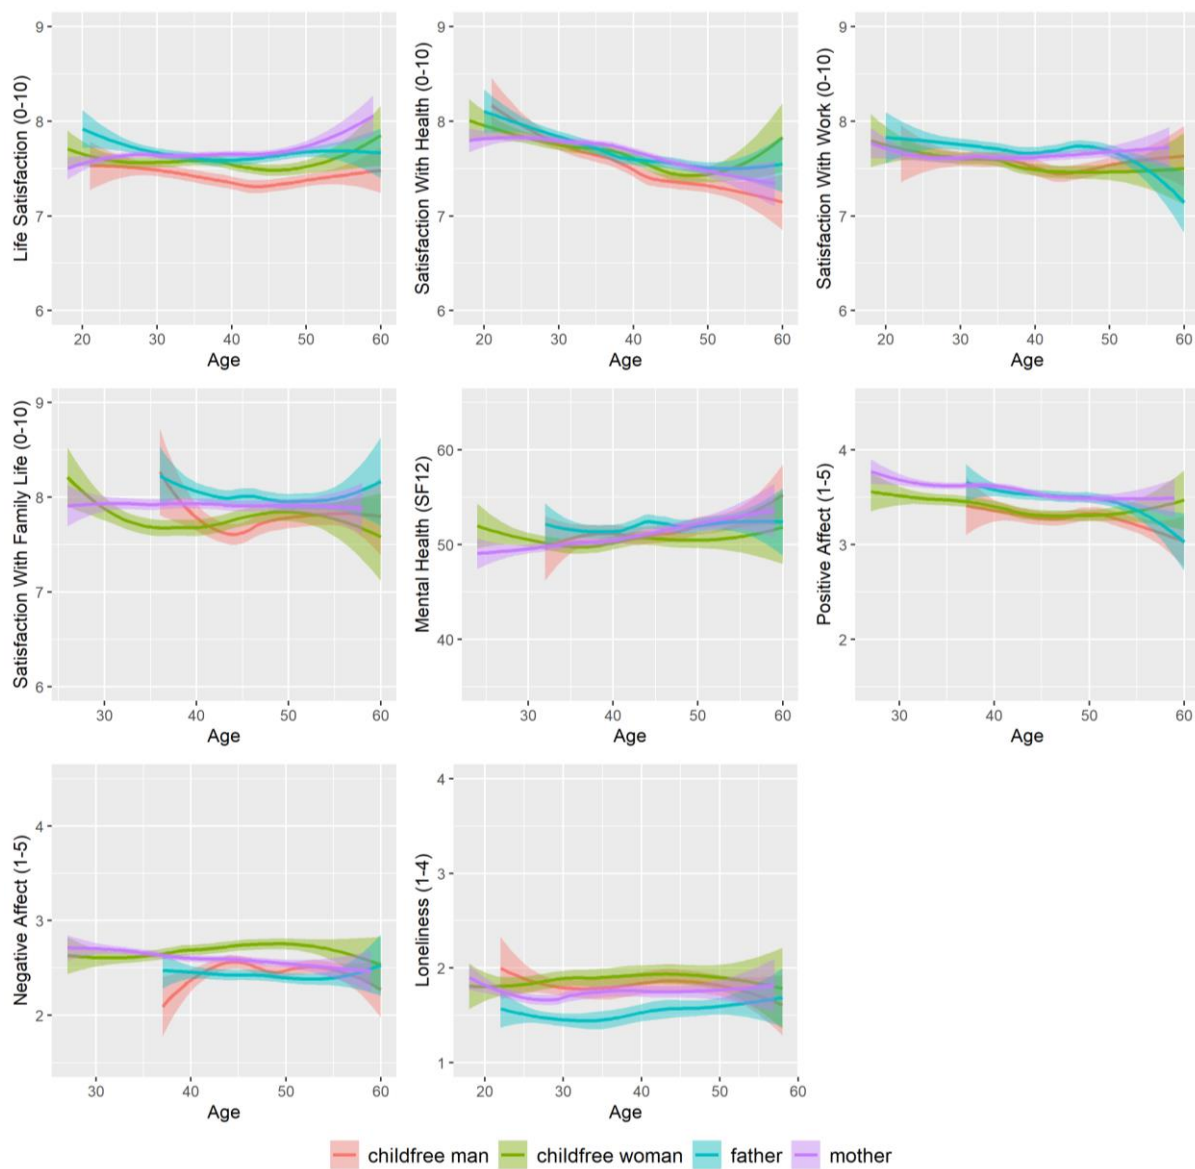 Life Satisfaction (0-10)
9
8
7
6
20 30 40 50 60
Age
Satisfaction With Health (0-10)
9
8
7
6
20 30 40 50 60
Age
Satisfaction With Work (0-10)
9
8
7
6
20 30 40 50 60
Age
Satisfaction With Family Life (0-10)
9
8
7
6
30 40 50 60
Age
Mental Health (SF12)
60
50
40
30 40 50 60
Age
Positive Affect (1-5)
4
3
2
30 40 50 60
Age
Negative Affect (1-5)
4
3
2
30 40 50 60
Age
Loneliness (1-4)
4
3
2
1
20 30 40 50 60
Age
childfree man childfree woman father mother